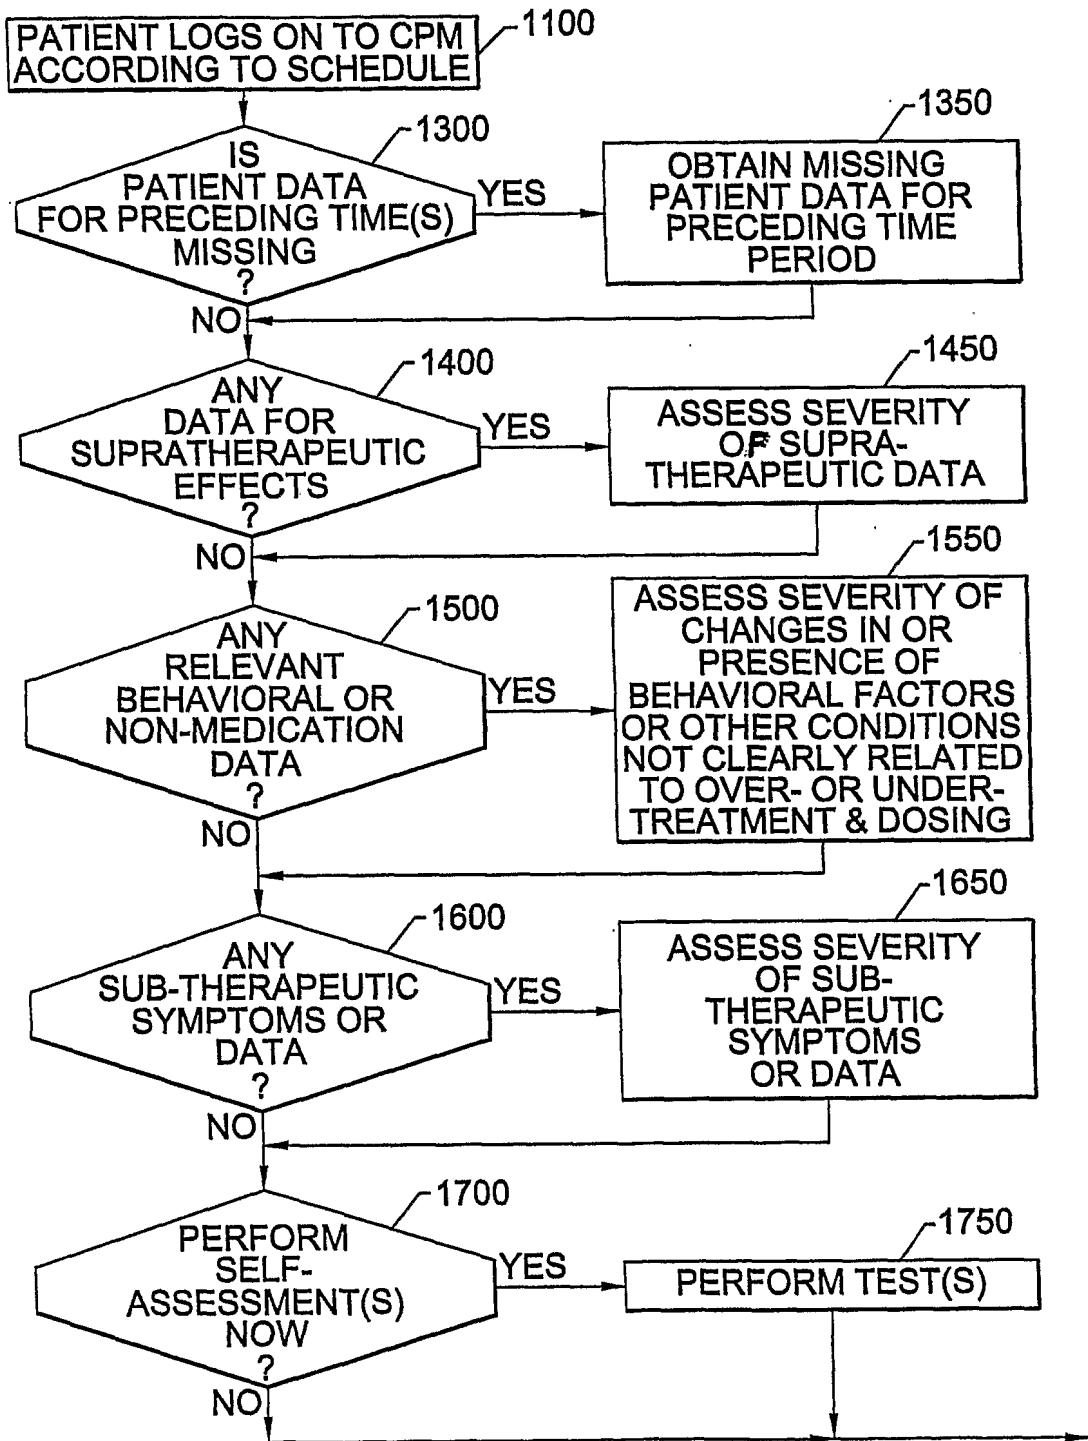 1100
PATIENT LOGS ON TO CPM
ACCORDING TO SCHEDULE
1300
IS
PATIENT DATA
FOR PRECEDING TIME(S)
MISSING
?
YES
NO
1350
OBTAIN MISSING
PATIENT DATA FOR
PRECEDING TIME
PERIOD
1400
ANY
DATA FOR
SUPRATHERAPEUTIC
EFFECTS
?
YES
NO
1450
ASSESS SEVERITY
OF SUPRA-
THERAPEUTIC DATA
1500
ANY
RELEVANT
BEHAVIORAL OR
NON-MEDICATION
DATA
?
YES
NO
1550
ASSESS SEVERITY OF
CHANGES IN OR
PRESENCE OF
BEHAVIORAL FACTORS
OR OTHER CONDITIONS
NOT CLEARLY RELATED
TO OVER- OR UNDER-
TREATMENT & DOSING
1600
ANY
SUB-THERAPEUTIC
SYMPTOMS OR
DATA
?
YES
NO
1650
ASSESS SEVERITY
OF SUB-
THERAPEUTIC
SYMPTOMS
OR DATA
1700
PERFORM
SELF-
ASSESSMENT(S)
NOW
?
YES
NO
1750
PERFORM TEST(S)